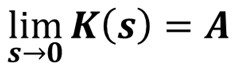 lim K(s) = A
s→0